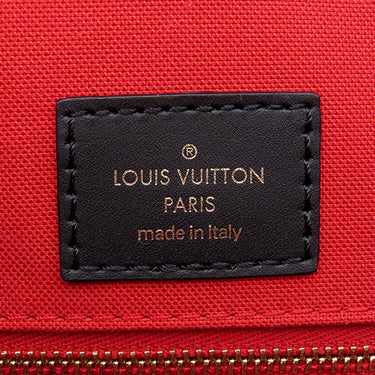 ®
LOUIS VUITTON
PARIS
made in Italy